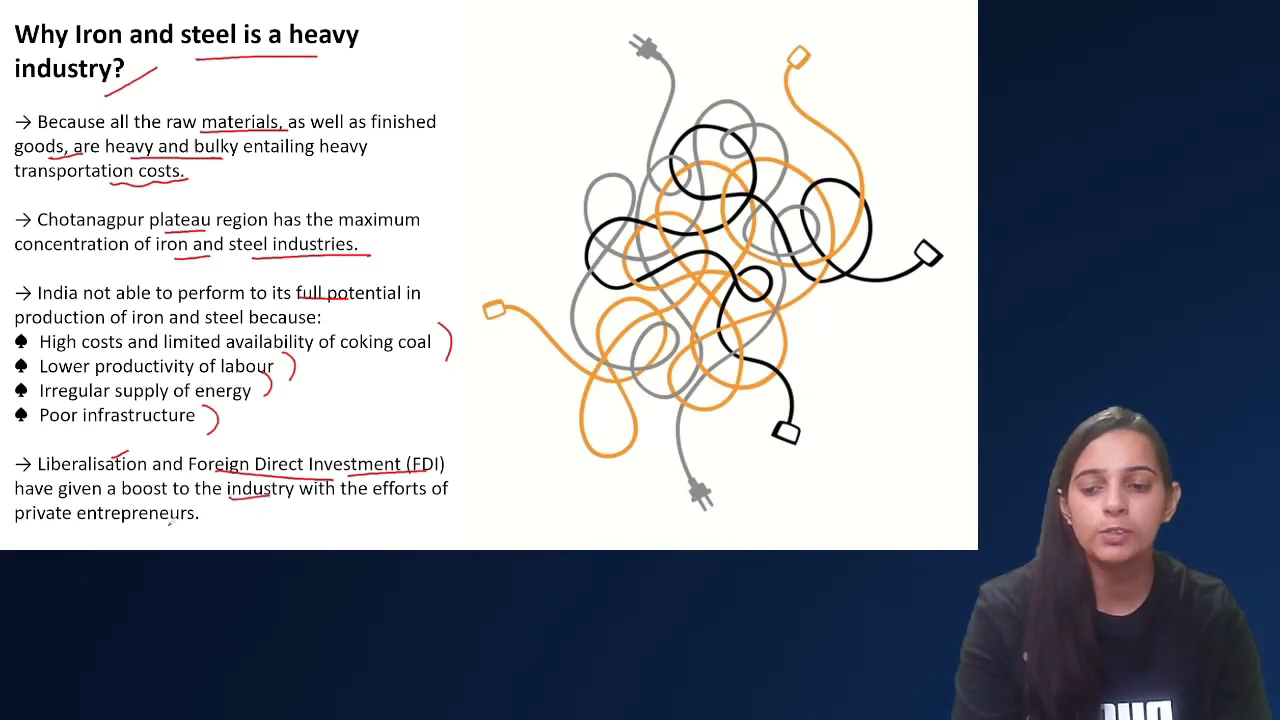 Why Iron and steel is a heavy
industry?
→ Because all the raw materials, as well as finished
goods, are heavy and bulky entailing heavy
transportation costs.
→ Chotanagpur plateau region has the maximum
concentration of iron and steel industries.
→ India not able to perform to its full potential in
production of iron and steel because:
♠ High costs and limited availability of coking coal
♠ Lower productivity of labour
♠ Irregular supply of energy
♠ Poor infrastructure
→ Liberalisation and Foreign Direct Investment (FDI)
have given a boost to the industry with the efforts of
private entrepreneurs.